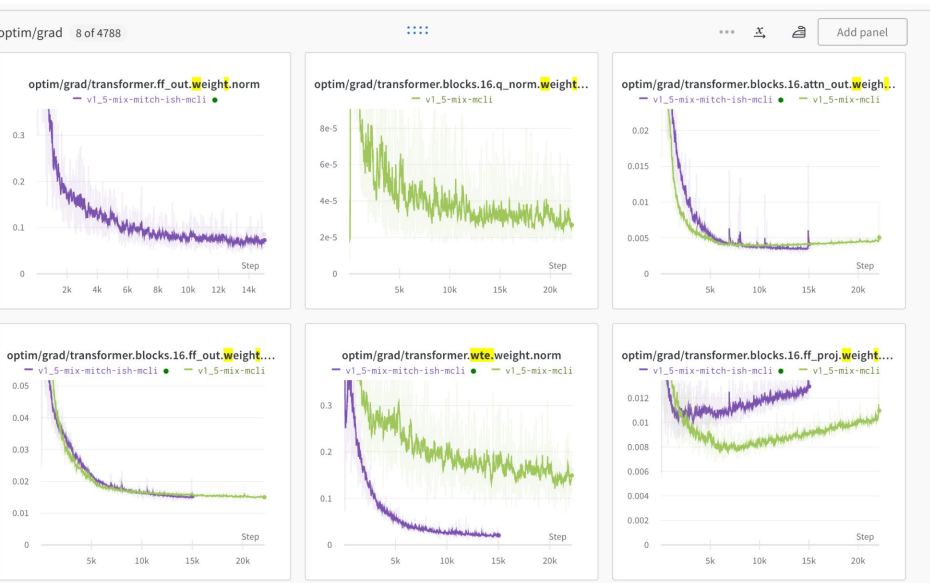 optim/grad 8 of 4788
Add panel
optim/grad/transformer.ff_out.weight.norm
v1_5-mix-mitch-ish-mcli
0.3
0.2
0.1
0
Step
2k 4k 6k 8k 10k 12k 14k
optim/grad/transformer.blocks.16.q_norm.weight...
v1_5-mix-mcli
8e-5
6e-5
4e-5
2e-5
0
Step
5k 10k 15k 20k
optim/grad/transformer.blocks.16.attn_out.weigh...
v1_5-mix-mitch-ish-mcli v1_5-mix-mcli
0.02
0.015
0.01
0.005
0
Step
5k 10k 15k 20k
optim/grad/transformer.blocks.16.ff_out.weight....
v1_5-mix-mitch-ish-mcli v1_5-mix-mcli
0.05
0.04
0.03
0.02
0.01
0
Step
5k 10k 15k 20k
optim/grad/transformer.wte.weight.norm
v1_5-mix-mitch-ish-mcli v1_5-mix-mcli
0.3
0.2
0.1
0
Step
5k 10k 15k 20k
optim/grad/transformer.blocks.16.ff_proj.weight....
v1_5-mix-mitch-ish-mcli v1_5-mix-mcli
0.012
0.01
0.008
0.006
0.004
0.002
0
Step
5k 10k 15k 20k